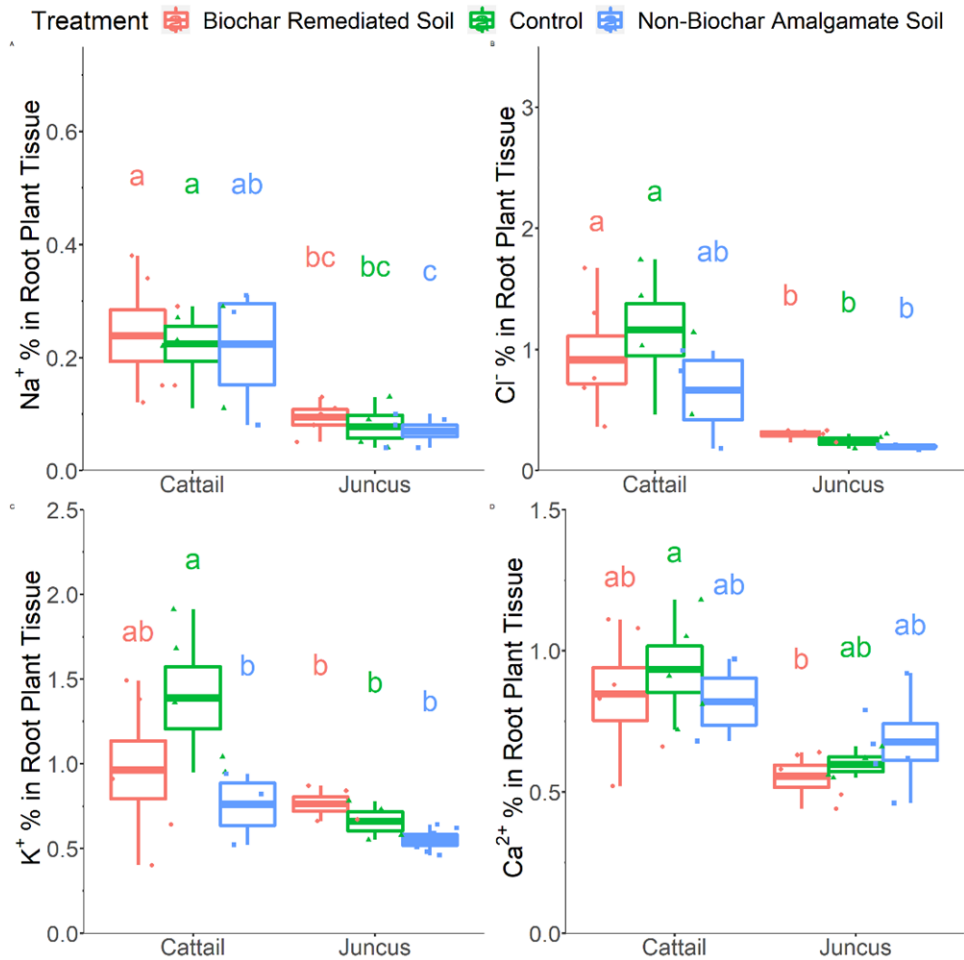 Treatment Biochar Remediated Soil Control Non-Biochar Amalgamate Soil
A
Na⁺ % in Root Plant Tissue
0.6
0.4
0.2
0.0
a a ab bc bc c
Cattail Juncus
B
Cl⁻ % in Root Plant Tissue
3
2
1
0
a a ab b b b
Cattail Juncus
C
K⁺ % in Root Plant Tissue
2.5
2.0
1.5
1.0
0.5
0.0
ab a b b b b
Cattail Juncus
D
Ca²⁺ % in Root Plant Tissue
1.5
1.0
0.5
0.0
ab a ab b ab ab
Cattail Juncus